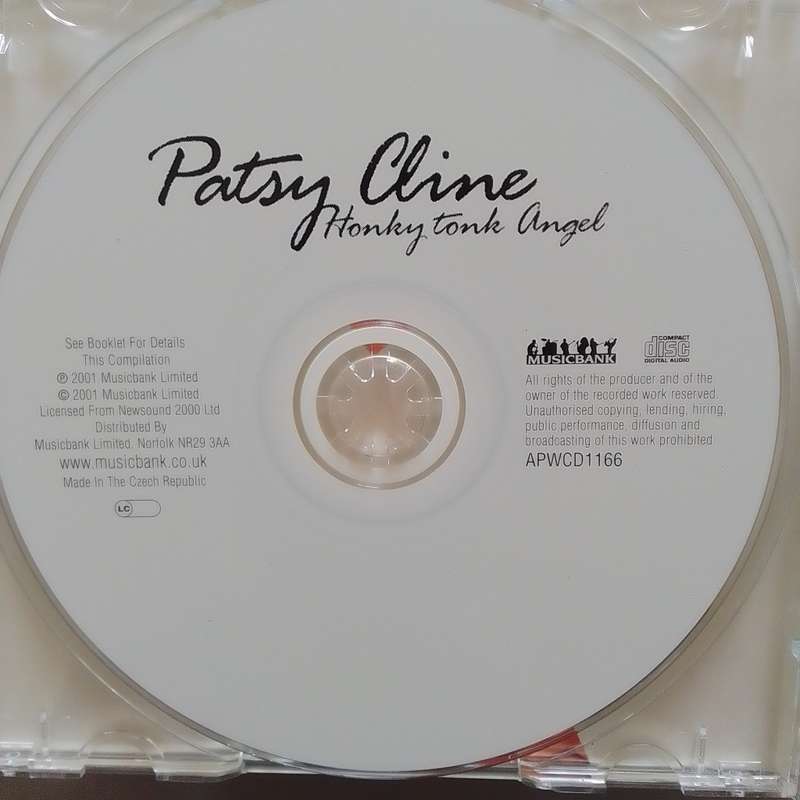 Patsy Cline
Honky tonk Angel
See Booklet For Details
This Compilation
℗ 2001 Musicbank Limited
© 2001 Musicbank Limited
Licensed From Newsound 2000 Ltd
Distributed By
Musicbank Limited. Norfolk NR29 3AA
www.musicbank.co.uk
Made In The Czech Republic
LC
MUSICBANK
COMPACT
disc
DIGITAL AUDIO
All rights of the producer and of the
owner of the recorded work reserved.
Unauthorised copying, lending, hiring,
public performance, diffusion and
broadcasting of this work prohibited
APWCD1166